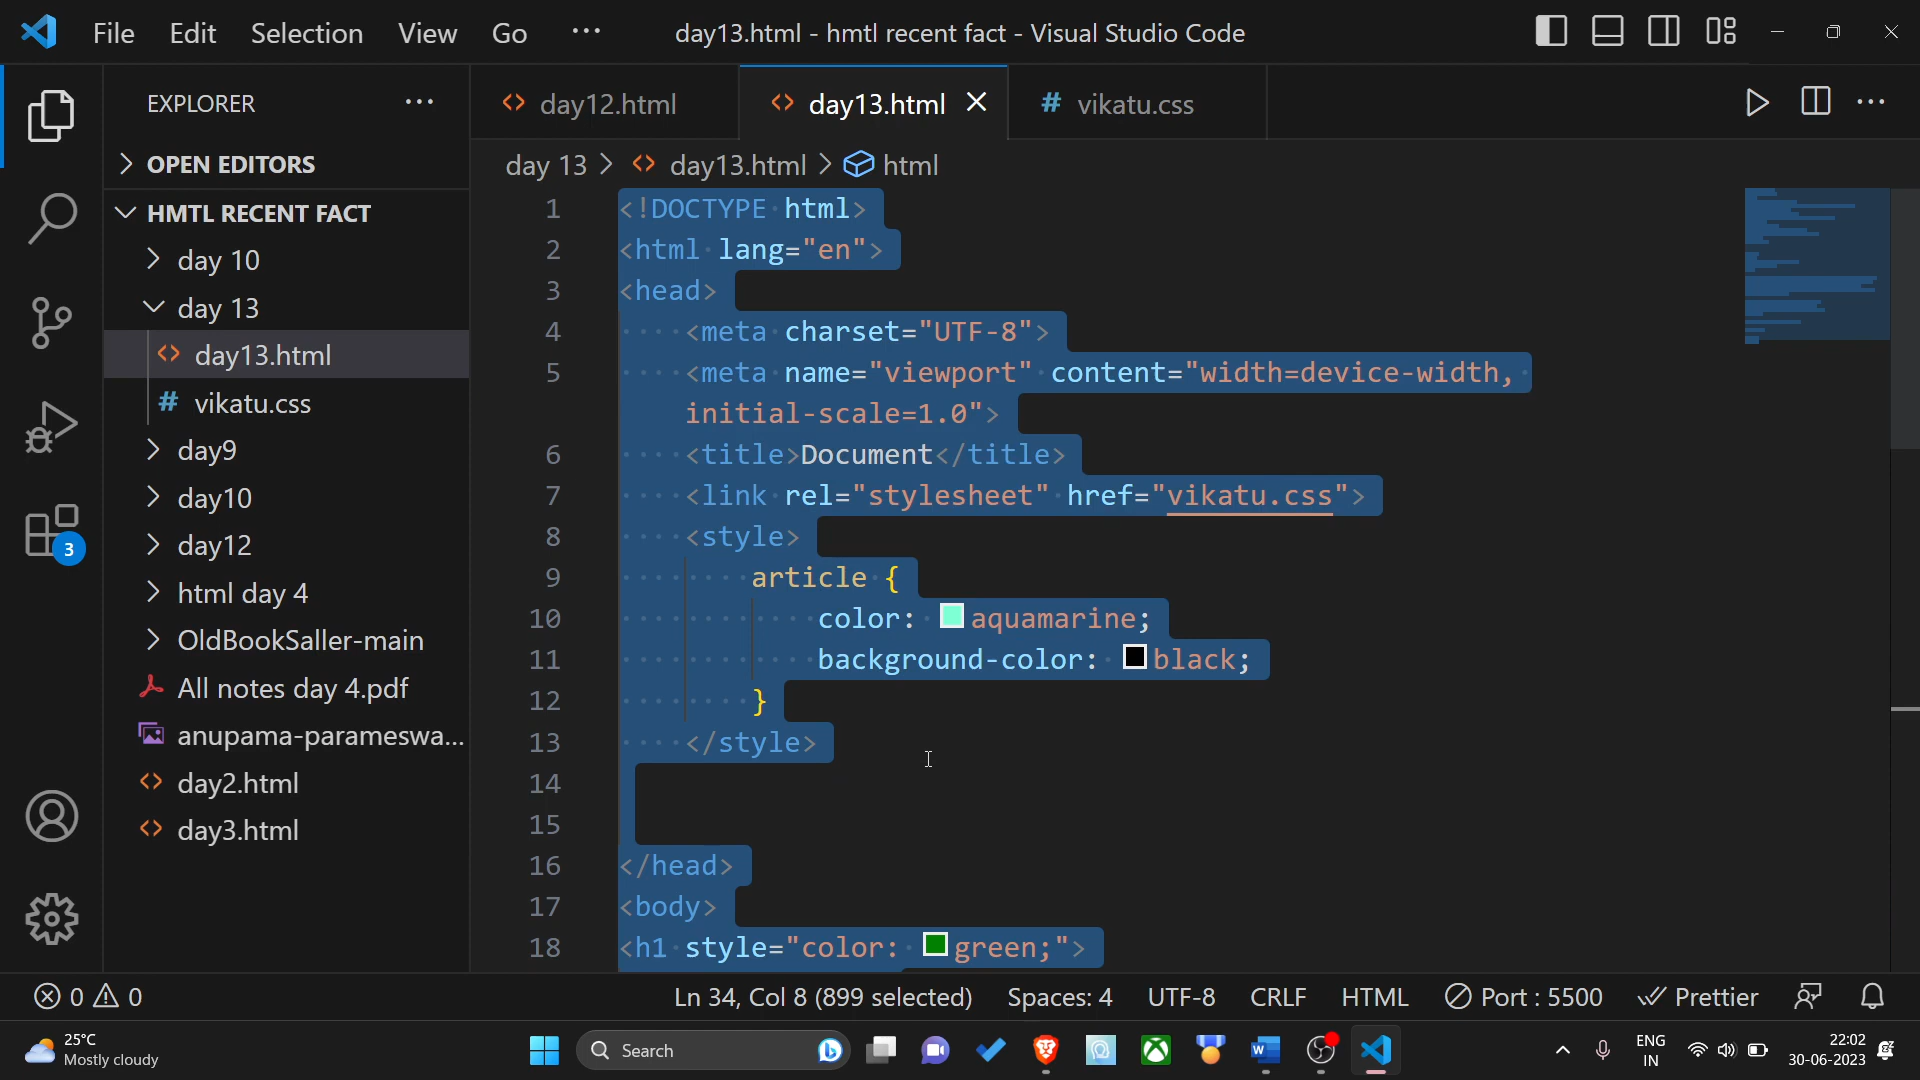 File Edit Selection View Go ··· day13.html - hmtl recent fact - Visual Studio Code
EXPLORER ···
OPEN EDITORS
HMTL RECENT FACT
day 10
day 13
day13.html
vikatu.css
day9
day10
day12
html day 4
OldBookSaller-main
All notes day 4.pdf
anupama-parameswa...
day2.html
day3.html
3
day12.html day13.html # vikatu.css
day 13 > day13.html > html
1 <!DOCTYPE html>
2 <html lang="en">
3 <head>
4 <meta charset="UTF-8">
5 <meta name="viewport" content="width=device-width,
initial-scale=1.0">
6 <title>Document</title>
7 <link rel="stylesheet" href="vikatu.css">
8 <style>
9 article {
10 color: aquamarine;
11 background-color: black;
12 }
13 </style>
14
15
16 </head>
17 <body>
18 <h1 style="color: green;">
0 0 Ln 34, Col 8 (899 selected) Spaces: 4 UTF-8 CRLF HTML Port : 5500 Prettier
25°C
Mostly cloudy
Search
ENG
IN
22:02
30-06-2023